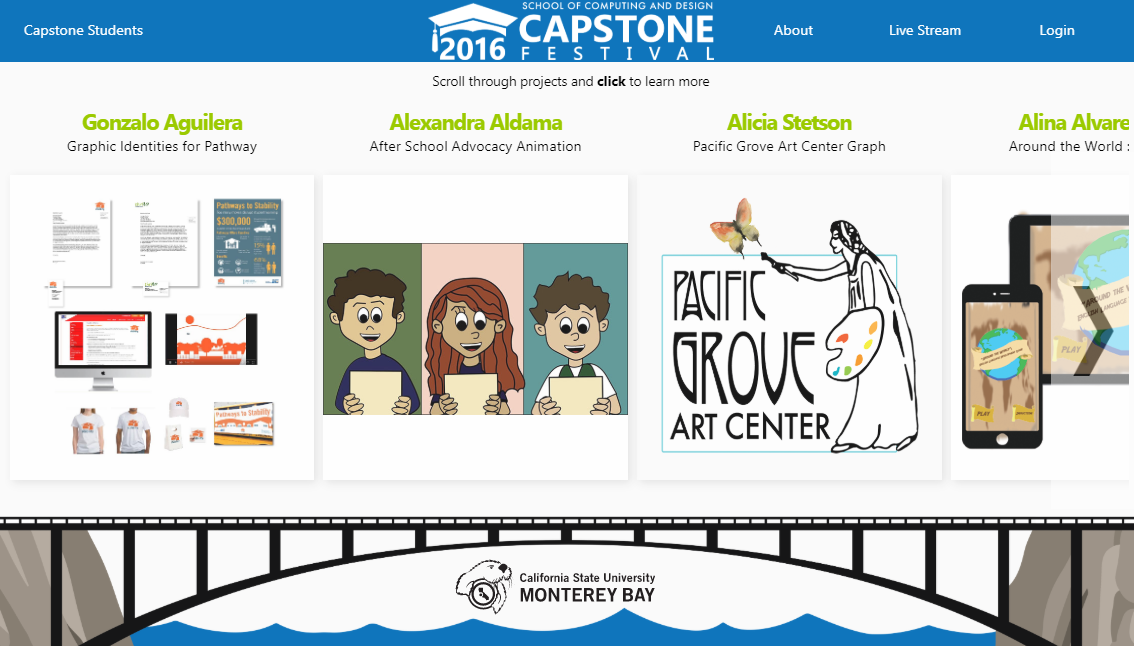 Capstone Students
SCHOOL OF COMPUTING AND DESIGN
CAPSTONE
2016 FESTIVAL
About
Live Stream
Login
Scroll through projects and click to learn more
Gonzalo Aguilera
Graphic Identities for Pathway
Alexandra Aldama
After School Advocacy Animation
Alicia Stetson
Pacific Grove Art Center Graph
Alina Alvare
Around the World :
Pathways to Stability
$300,000
Pathways to Stability
PACIFIC
GROVE
ART CENTER
PLAY
PLAY
California State University
MONTEREY BAY